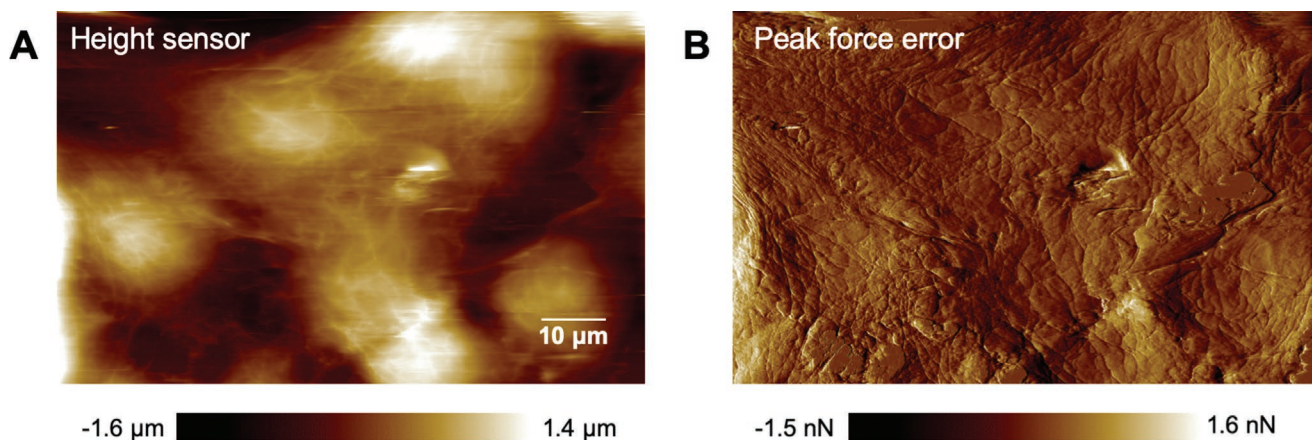 A
Height sensor
10 µm
-1.6 µm
1.4 µm
B
Peak force error
-1.5 nN
1.6 nN